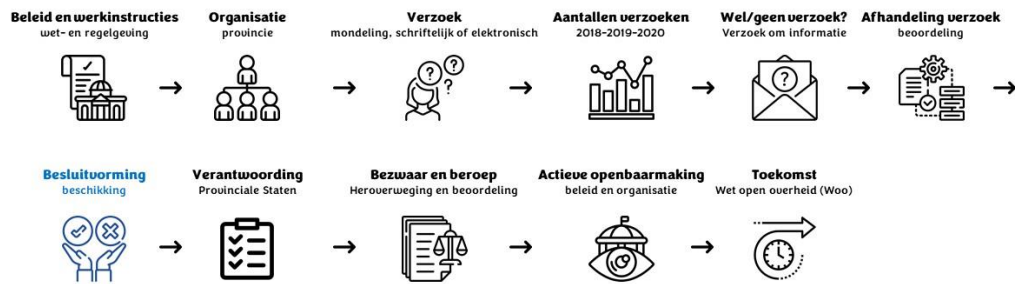 Beleid en werkinstructies
wet- en regelgeving
Organisatie
provincie
Verzoek
mondeling, schriftelijk of elektronisch
Aantallen verzoeken
2018-2019-2020
Wel/geen verzoek?
Verzoek om informatie
Afhandeling verzoek
beoordeling
Besluitvorming
beschikking
Verantwoording
Provinciale Staten
Bezwaar en beroep
Heroverweging en beoordeling
Actieve openbaarmaking
beleid en organisatie
Toekomst
Wet open overheid (Woo)